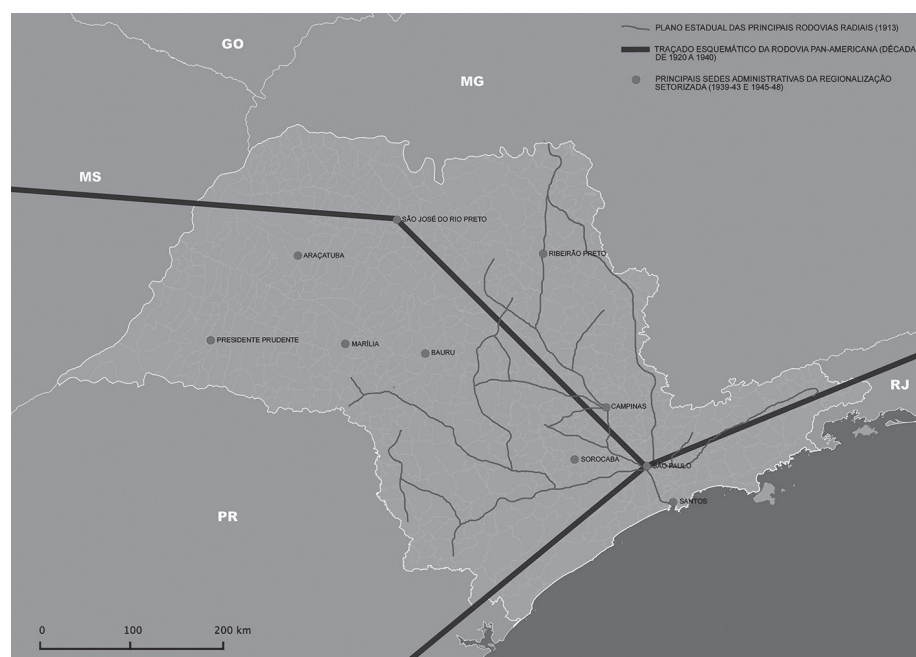 PLANO ESTADUAL DAS PRINCIPAIS RODOVIAS RADIAIS (1913)
TRAÇADO ESQUEMÁTICO DA RODOVIA PAN-AMERICANA (DÉCADA
DE 1920 A 1940)
PRINCIPAIS SEDES ADMINISTRATIVAS DA REGIONALIZAÇÃO
SETORIZADA (1939-43 E 1945-48)
GO
MG
MS
SÃO JOSÉ DO RIO PRETO
ARAÇATUBA
RIBEIRÃO PRETO
PRESIDENTE PRUDENTE
MARÍLIA
BAURU
RJ
CAMPINAS
SOROCABA
SÃO PAULO
SANTOS
PR
0 100 200 km